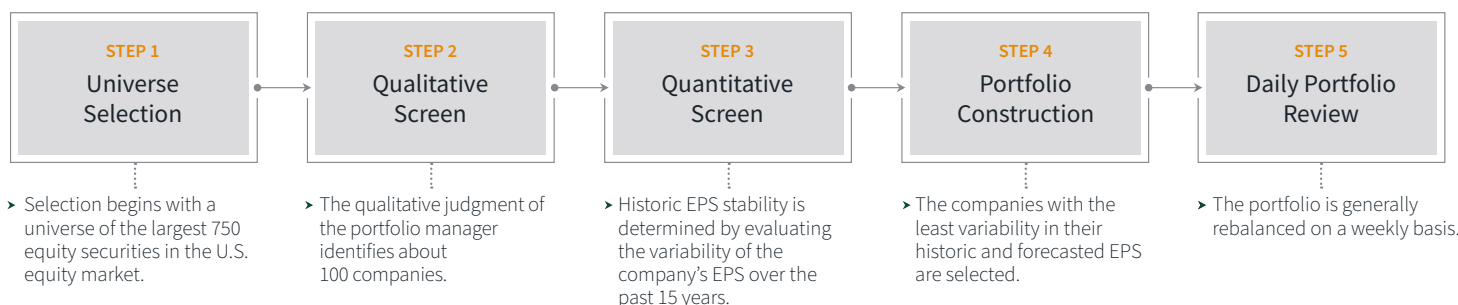 STEP 1
Universe
Selection
STEP 2
Qualitative
Screen
STEP 3
Quantitative
Screen
STEP 4
Portfolio
Construction
STEP 5
Daily Portfolio
Review
Selection begins with a
universe of the largest 750
equity securities in the U.S.
equity market.
The qualitative judgment of
the portfolio manager
identifies about
100 companies.
Historic EPS stability is
determined by evaluating
the variability of the
company’s EPS over the
past 15 years.
The companies with the
least variability in their
historic and forecasted EPS
are selected.
The portfolio is generally
rebalanced on a weekly basis.